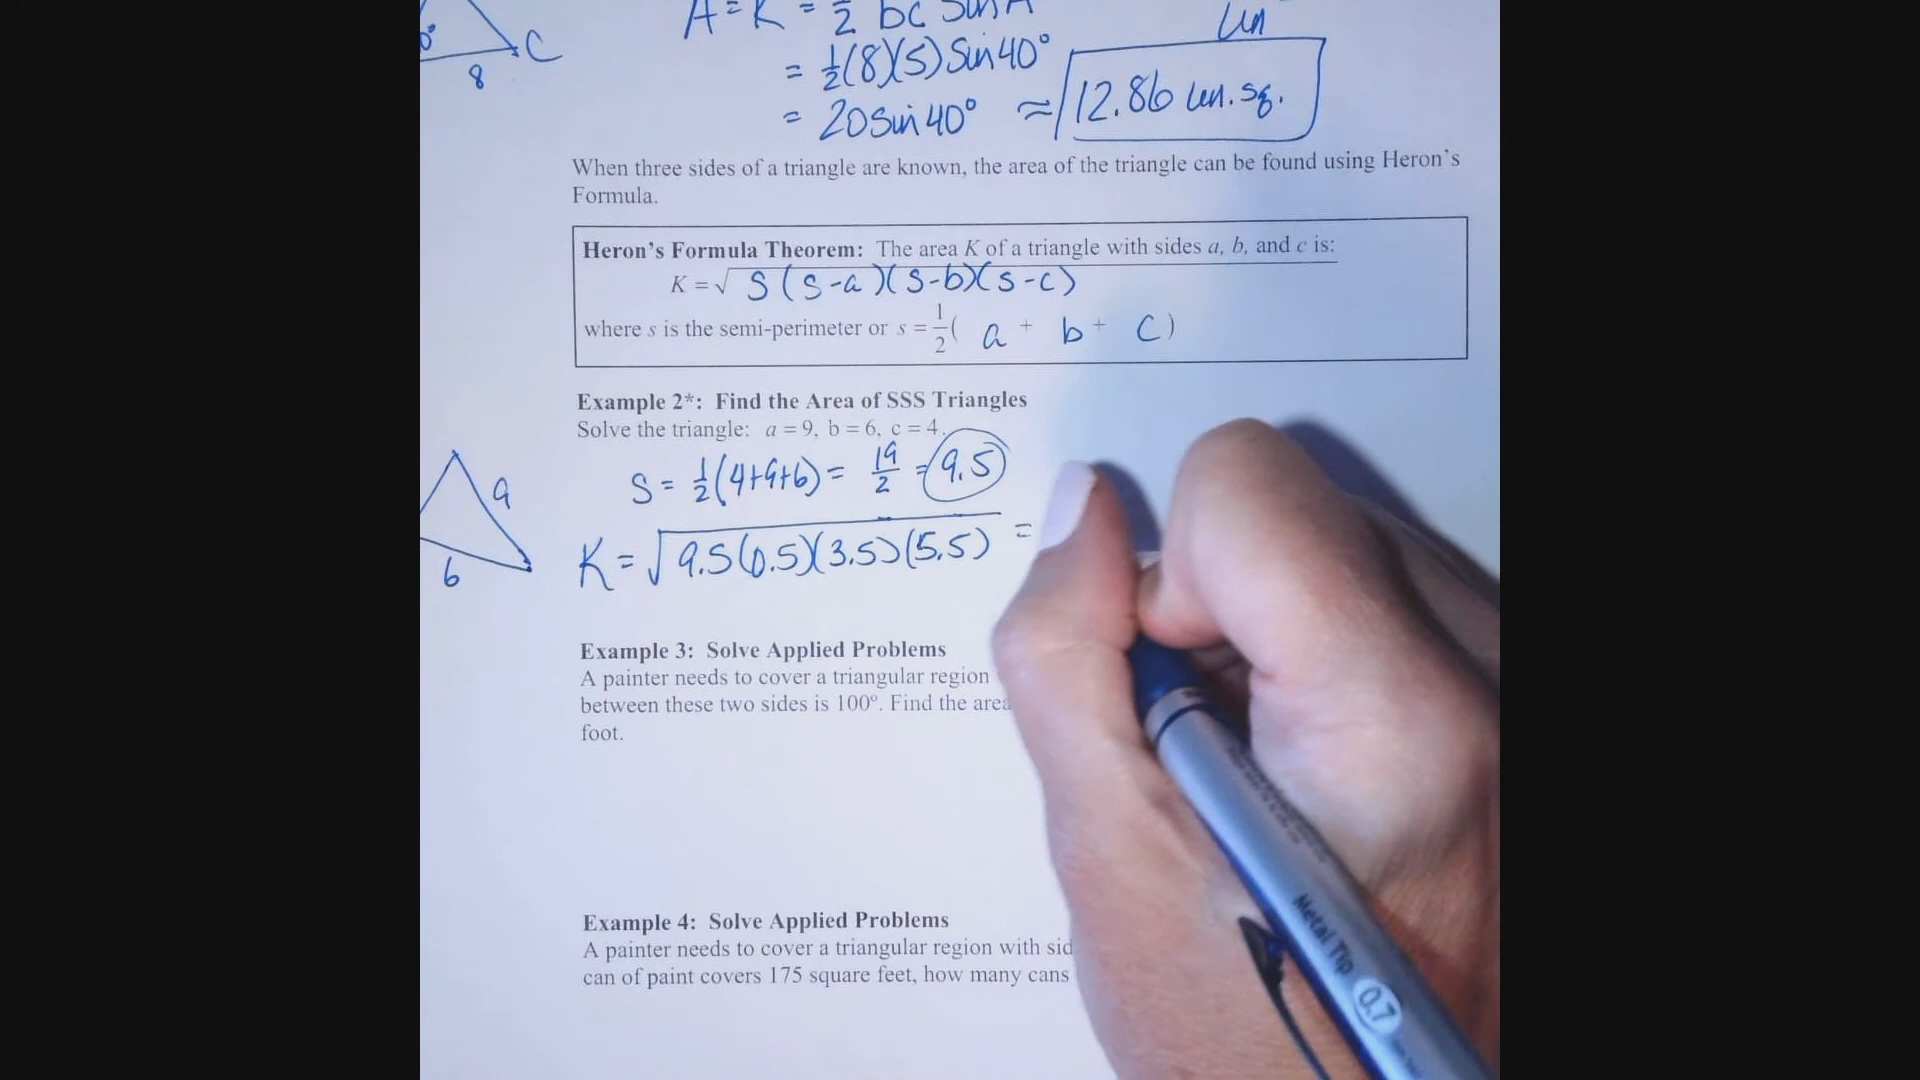 A = K = 1/2 bc Sin A
C
8
= 1/2(8)(5) Sin 40°
un
= 20 Sin 40° ≈ 12.86 un. sq.
When three sides of a triangle are known, the area of the triangle can be found using Heron's
Formula.
Heron's Formula Theorem: The area K of a triangle with sides a, b, and c is:
K = √ S (S-a)(S-b)(S-c)
where s is the semi-perimeter or s = 1/2( a + b + c )
Example 2*: Find the Area of SSS Triangles
Solve the triangle: a = 9, b = 6, c = 4.
S = 1/2(4+9+6) = 19/2 = 9.5
9
6
K = √ 9.5(0.5)(3.5)(5.5) =
Example 3: Solve Applied Problems
A painter needs to cover a triangular region
between these two sides is 100°. Find the area
foot.
Example 4: Solve Applied Problems
A painter needs to cover a triangular region with
can of paint covers 175 square feet, how many cans
Metal Tip 0.7